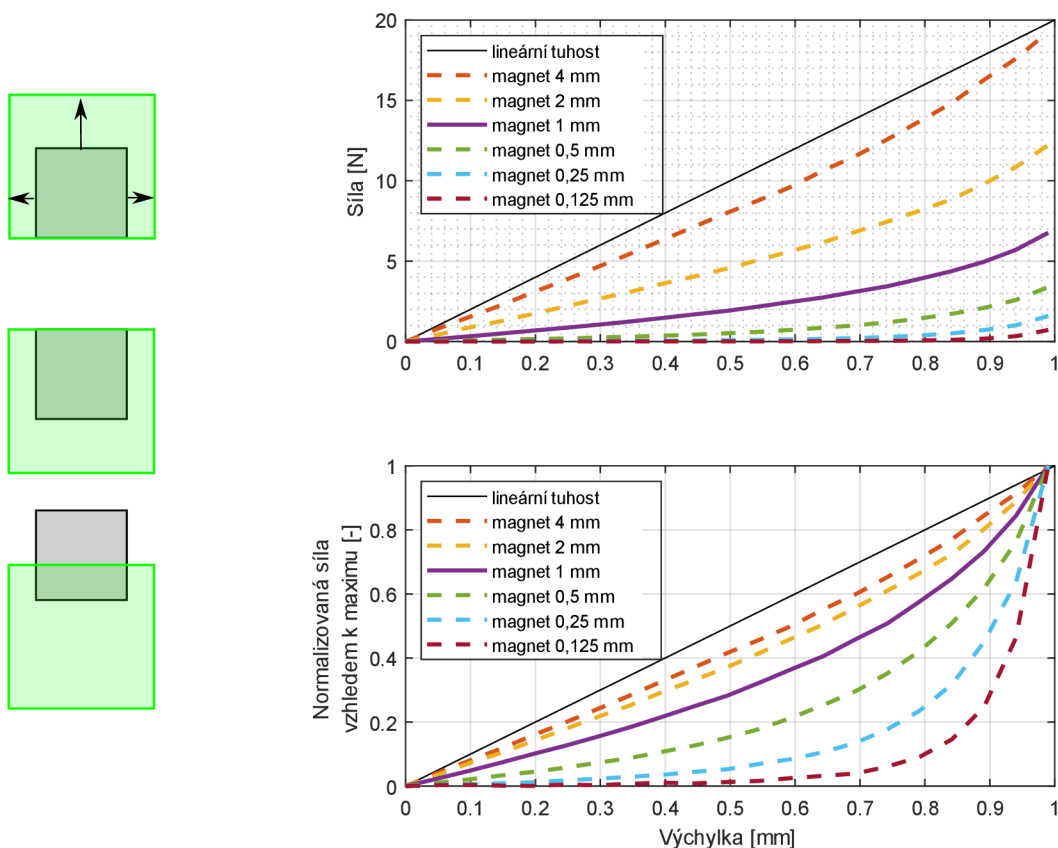 20
15
10
5
0
Síla [N]
lineární tuhost
magnet 4 mm
magnet 2 mm
magnet 1 mm
magnet 0,5 mm
magnet 0,25 mm
magnet 0,125 mm
0 0.1 0.2 0.3 0.4 0.5 0.6 0.7 0.8 0.9 1
1
0.8
0.6
0.4
0.2
0
Normalizovaná síla
vzhledem k maximu [-]
lineární tuhost
magnet 4 mm
magnet 2 mm
magnet 1 mm
magnet 0,5 mm
magnet 0,25 mm
magnet 0,125 mm
0 0.1 0.2 0.3 0.4 0.5 0.6 0.7 0.8 0.9 1
Výchylka [mm]